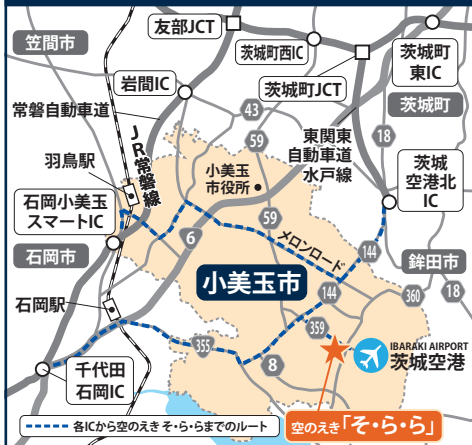 友部JCT
笠間市
茨城町西IC
茨城町
東IC
岩間IC
茨城町JCT
茨城町
常磐自動車道
43
59
東関東
自動車道
水戸線
18
JR常磐線
羽鳥駅
小美玉
市役所
茨城
空港北
IC
石岡小美玉
スマートIC
59
6
メロンロード
144
石岡市
小美玉市
鉾田市
144
360
18
石岡駅
359
IBARAKI AIRPORT
茨城空港
355
8
千代田
石岡IC
各ICから空のえき そ・ら・らまでのルート
空のえき「そ・ら・ら」